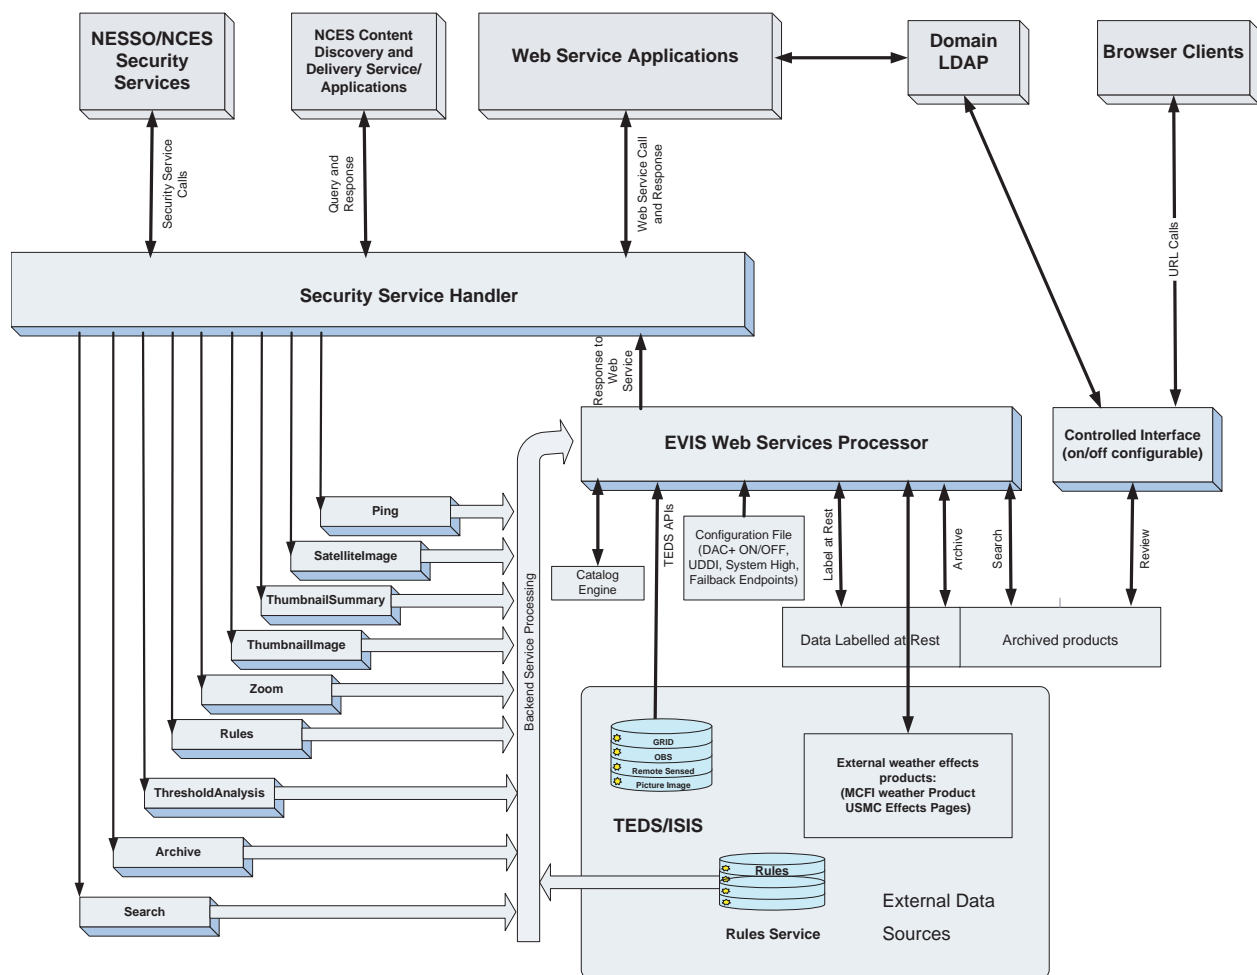 NESSO/NCES
Security
Services
NCES Content
Discovery and
Delivery Service/
Applications
Web Service Applications
Domain
LDAP
Browser Clients
Security Service
Calls
Query and
Response
Web Service Call
and Response
URL Calls
Security Service Handler
Response to
Web
Service
EVIS Web Services Processor
Controlled Interface
(on/off configurable)
Ping
SatelliteImage
ThumbnailSummary
ThumbnailImage
Zoom
Rules
ThresholdAnalysis
Archive
Search
Backend Service Processing
TEDS APIs
Label at Rest
Archive
Search
Review
Catalog
Engine
Configuration File
(DAC+ ON/OFF,
UDDI, System High,
Failback Endpoints)
Data Labelled at Rest
Archived products
GRID
OBS
Remote Sensed
Picture Image
TEDS/ISIS
External weather effects
products:
(MCFI weather Product
USMC Effects Pages)
Rules
Rules Service
External Data
Sources